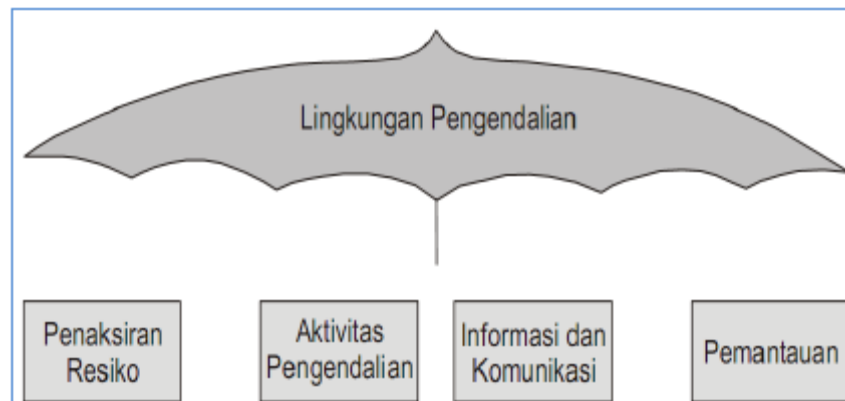 Lingkungan Pengendalian
Penaksiran
Resiko
Aktivitas
Pengendalian
Informasi dan
Komunikasi
Pemantauan